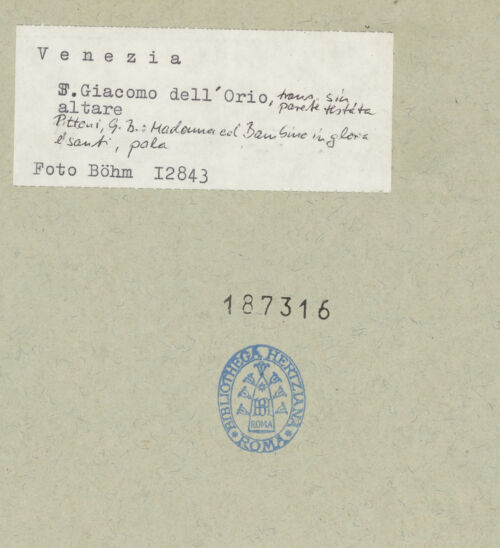 Venezia
S.Giacomo dell'Orio, trans. sin
altare parete testata
Pittoni, G. B.: Madonna col Bambino in gloria
e santi, pala
Foto Böhm I2843
187316
BIBLIOTHECA HERTZIANA
ROMA
ROMA